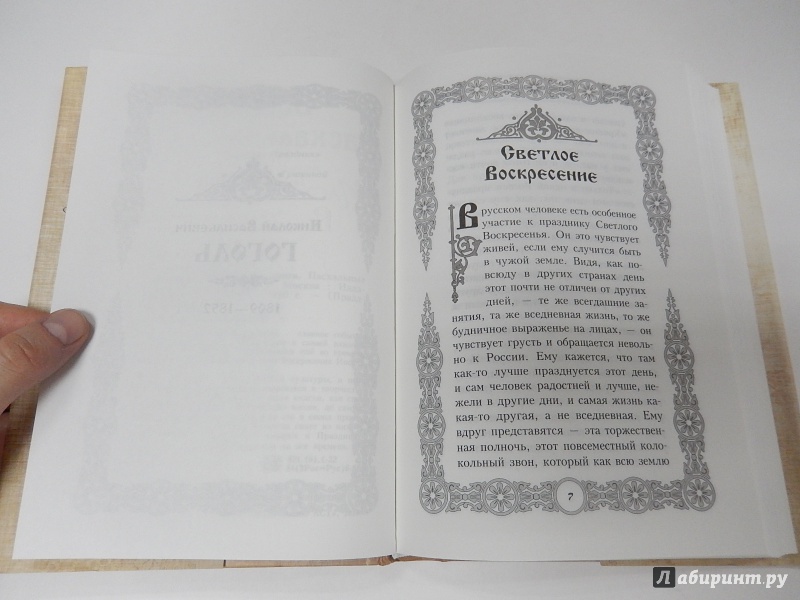 Николай Васильевич
ГОГОЛЬ
1809–1852
Светлое
Воскресение
В русском человеке есть особенное
участие к празднику Светлого
Воскресенья. Он это чувствует
живей, если ему случится быть
в чужой земле. Видя, как по-
всюду в других странах день
этот почти не отличен от других
дней, — те же всегдашние за-
нятия, та же вседневная жизнь, то же
будничное выраженье на лицах, — он
чувствует грусть и обращается неволь-
но к России. Ему кажется, что там
как-то лучше празднуется этот день,
и сам человек радостней и лучше, не-
жели в другие дни, и самая жизнь ка-
кая-то другая, а не вседневная. Ему
вдруг представятся — эта торжествен-
ная полночь, этот повсеместный коло-
кольный звон, который как всю землю
7
Лабиринт.ру